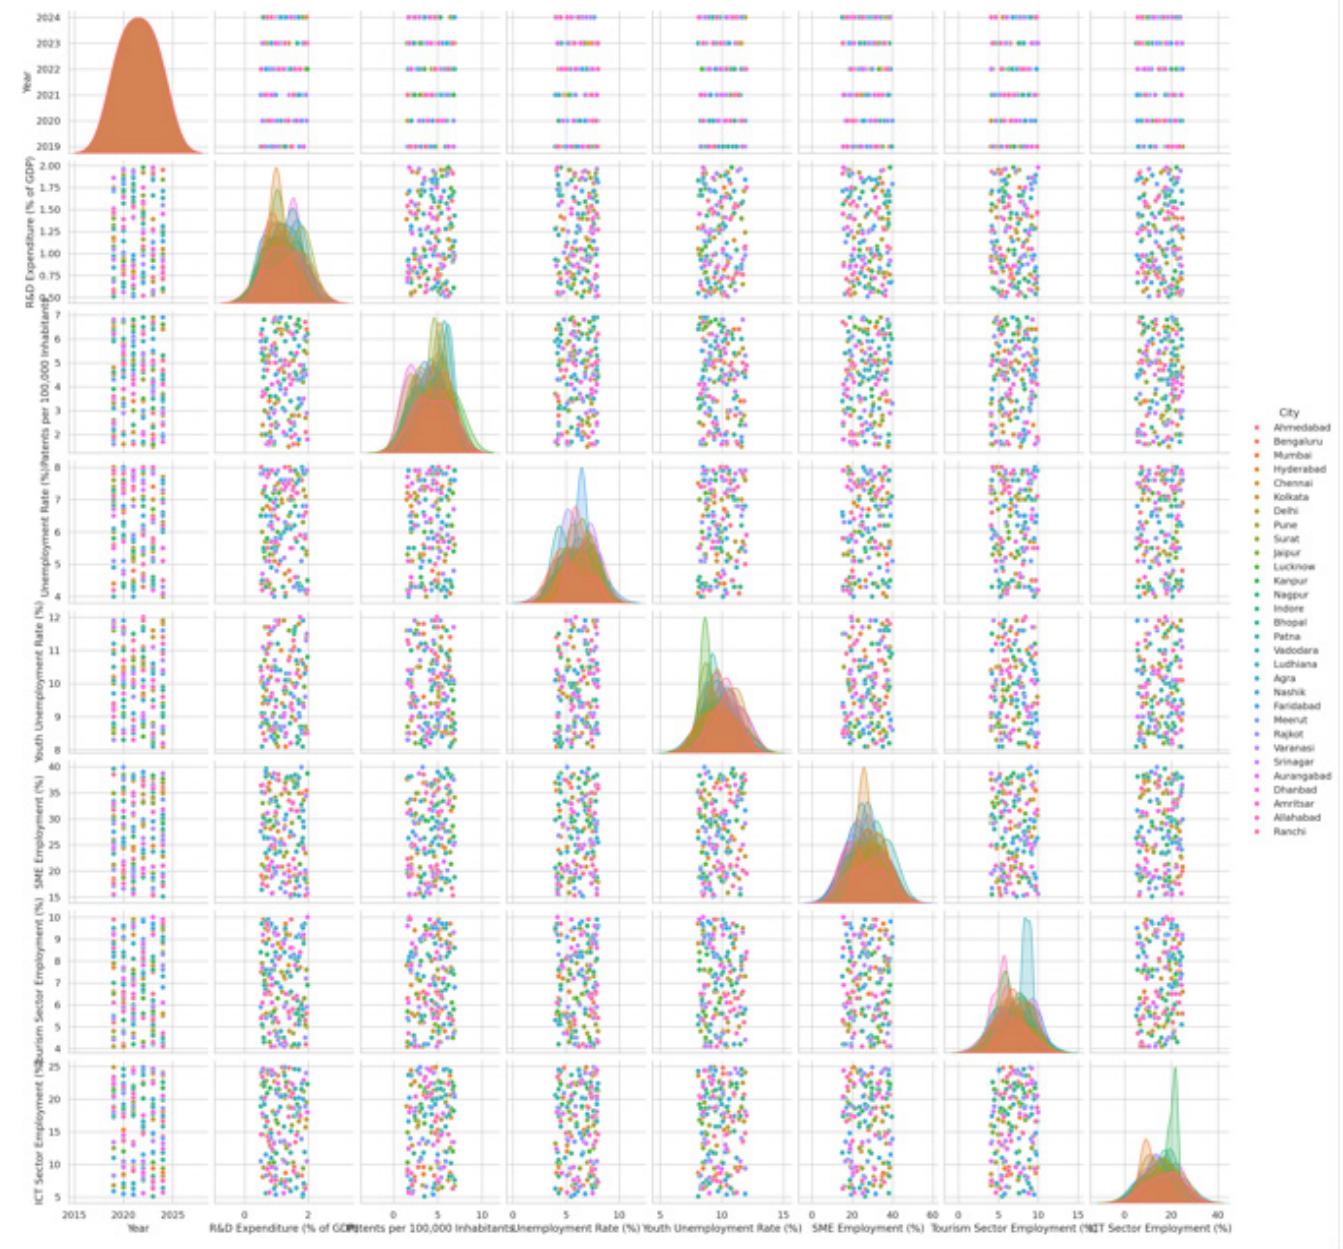 2024
2023
2022
2021
2020
2019
Year
2.00
1.75
1.50
1.25
1.00
0.75
0.50
R&D Expenditure (% of GDP)
7
6
5
4
3
2
Patents per 100,000 Inhabitants
8
7
6
5
4
Unemployment Rate (%)
12
11
10
9
8
Youth Unemployment Rate (%)
40
35
30
25
20
15
SME Employment (%)
10
9
8
7
6
5
4
Tourism Sector Employment (%)
25
20
15
10
5
ICT Sector Employment (%)
2015 2020 2025
Year
0 2
R&D Expenditure (% of GDP)
0 5 10
Patents per 100,000 Inhabitants
0 5 10
Unemployment Rate (%)
5 10 15
Youth Unemployment Rate (%)
0 20 40 60
SME Employment (%)
0 5 10 15
Tourism Sector Employment (%)
0 20 40
ICT Sector Employment (%)
City
Ahmedabad
Bengaluru
Mumbai
Hyderabad
Chennai
Kolkata
Delhi
Pune
Surat
Jaipur
Lucknow
Kanpur
Nagpur
Indore
Bhopal
Patna
Vadodara
Ludhiana
Agra
Nashik
Faridabad
Meerut
Rajkot
Varanasi
Srinagar
Aurangabad
Dhanbad
Amritsar
Allahabad
Ranchi